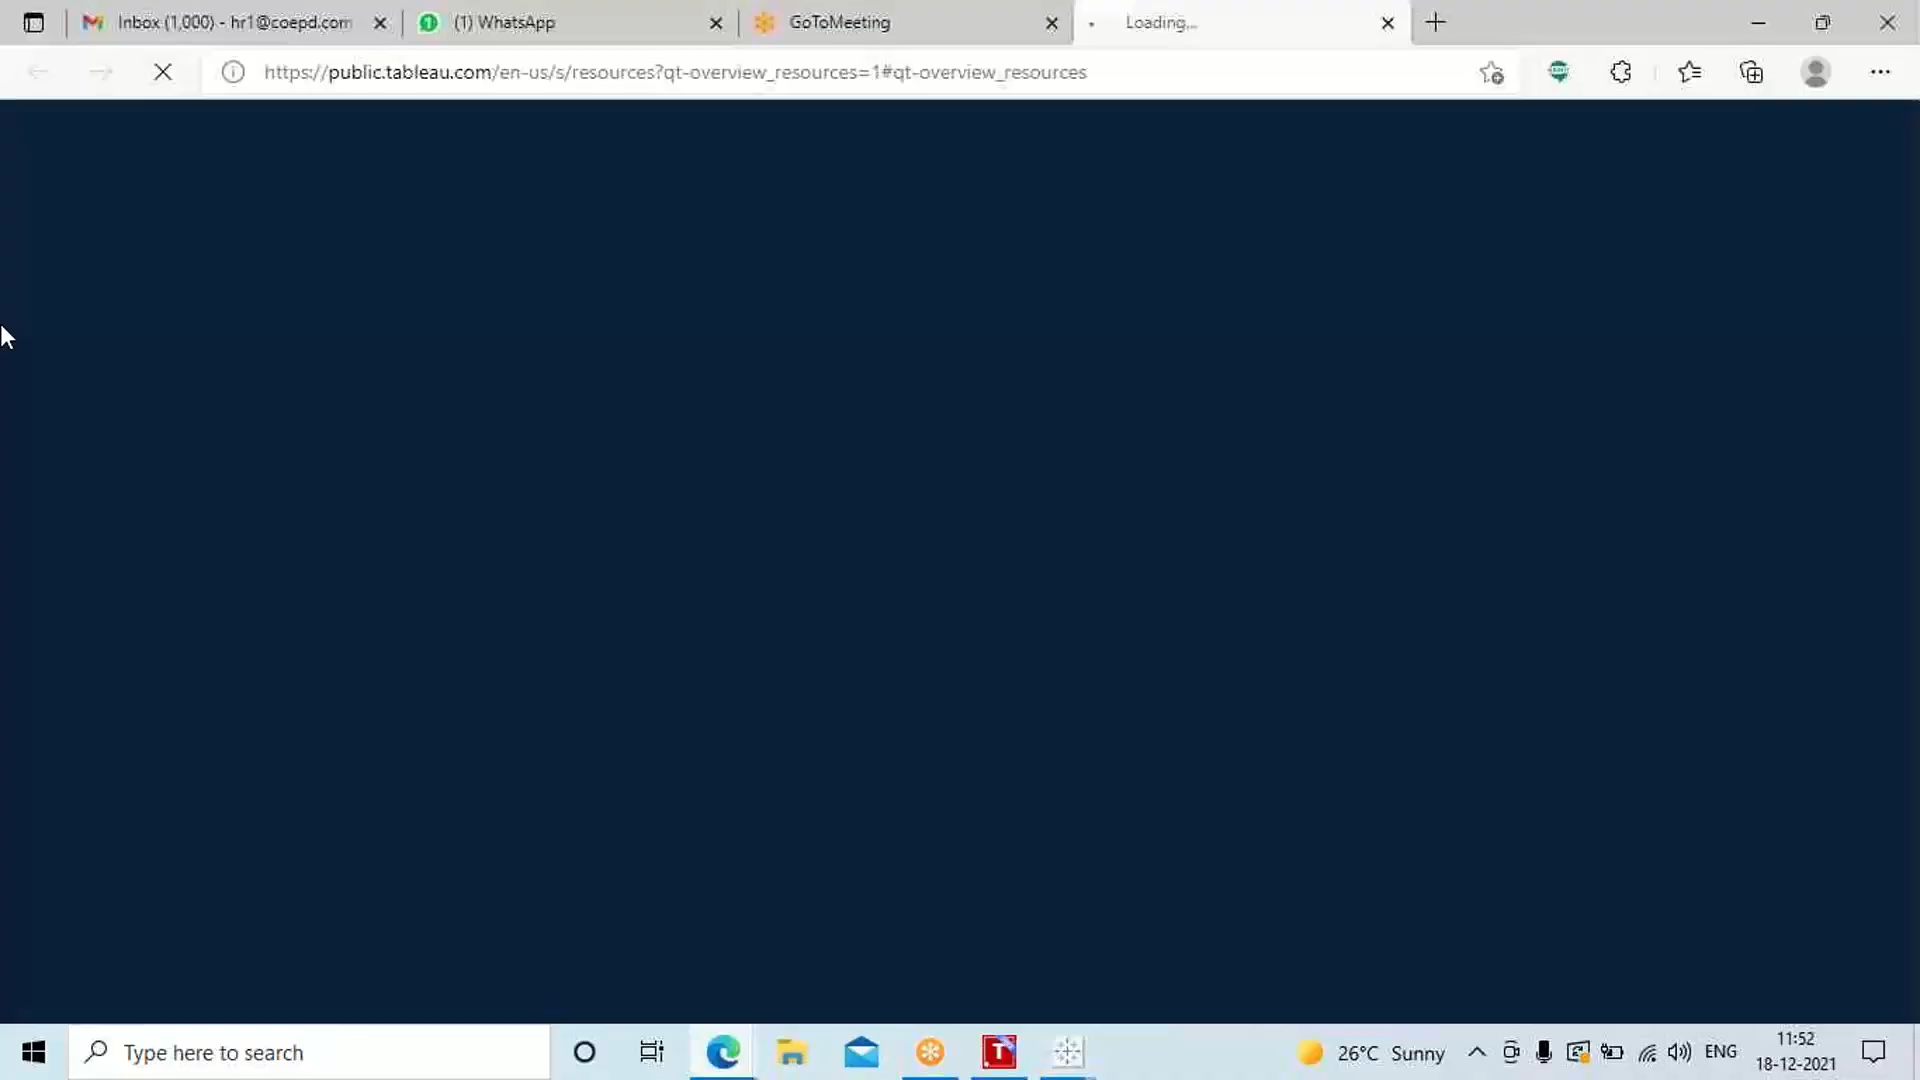 Inbox (1,000) - hr1@coepd.com
(1) WhatsApp
GoToMeeting
Loading...
https://public.tableau.com/en-us/s/resources?qt-overview_resources=1#qt-overview_resources
Type here to search
T
26°C Sunny
ENG
11:52
18-12-2021